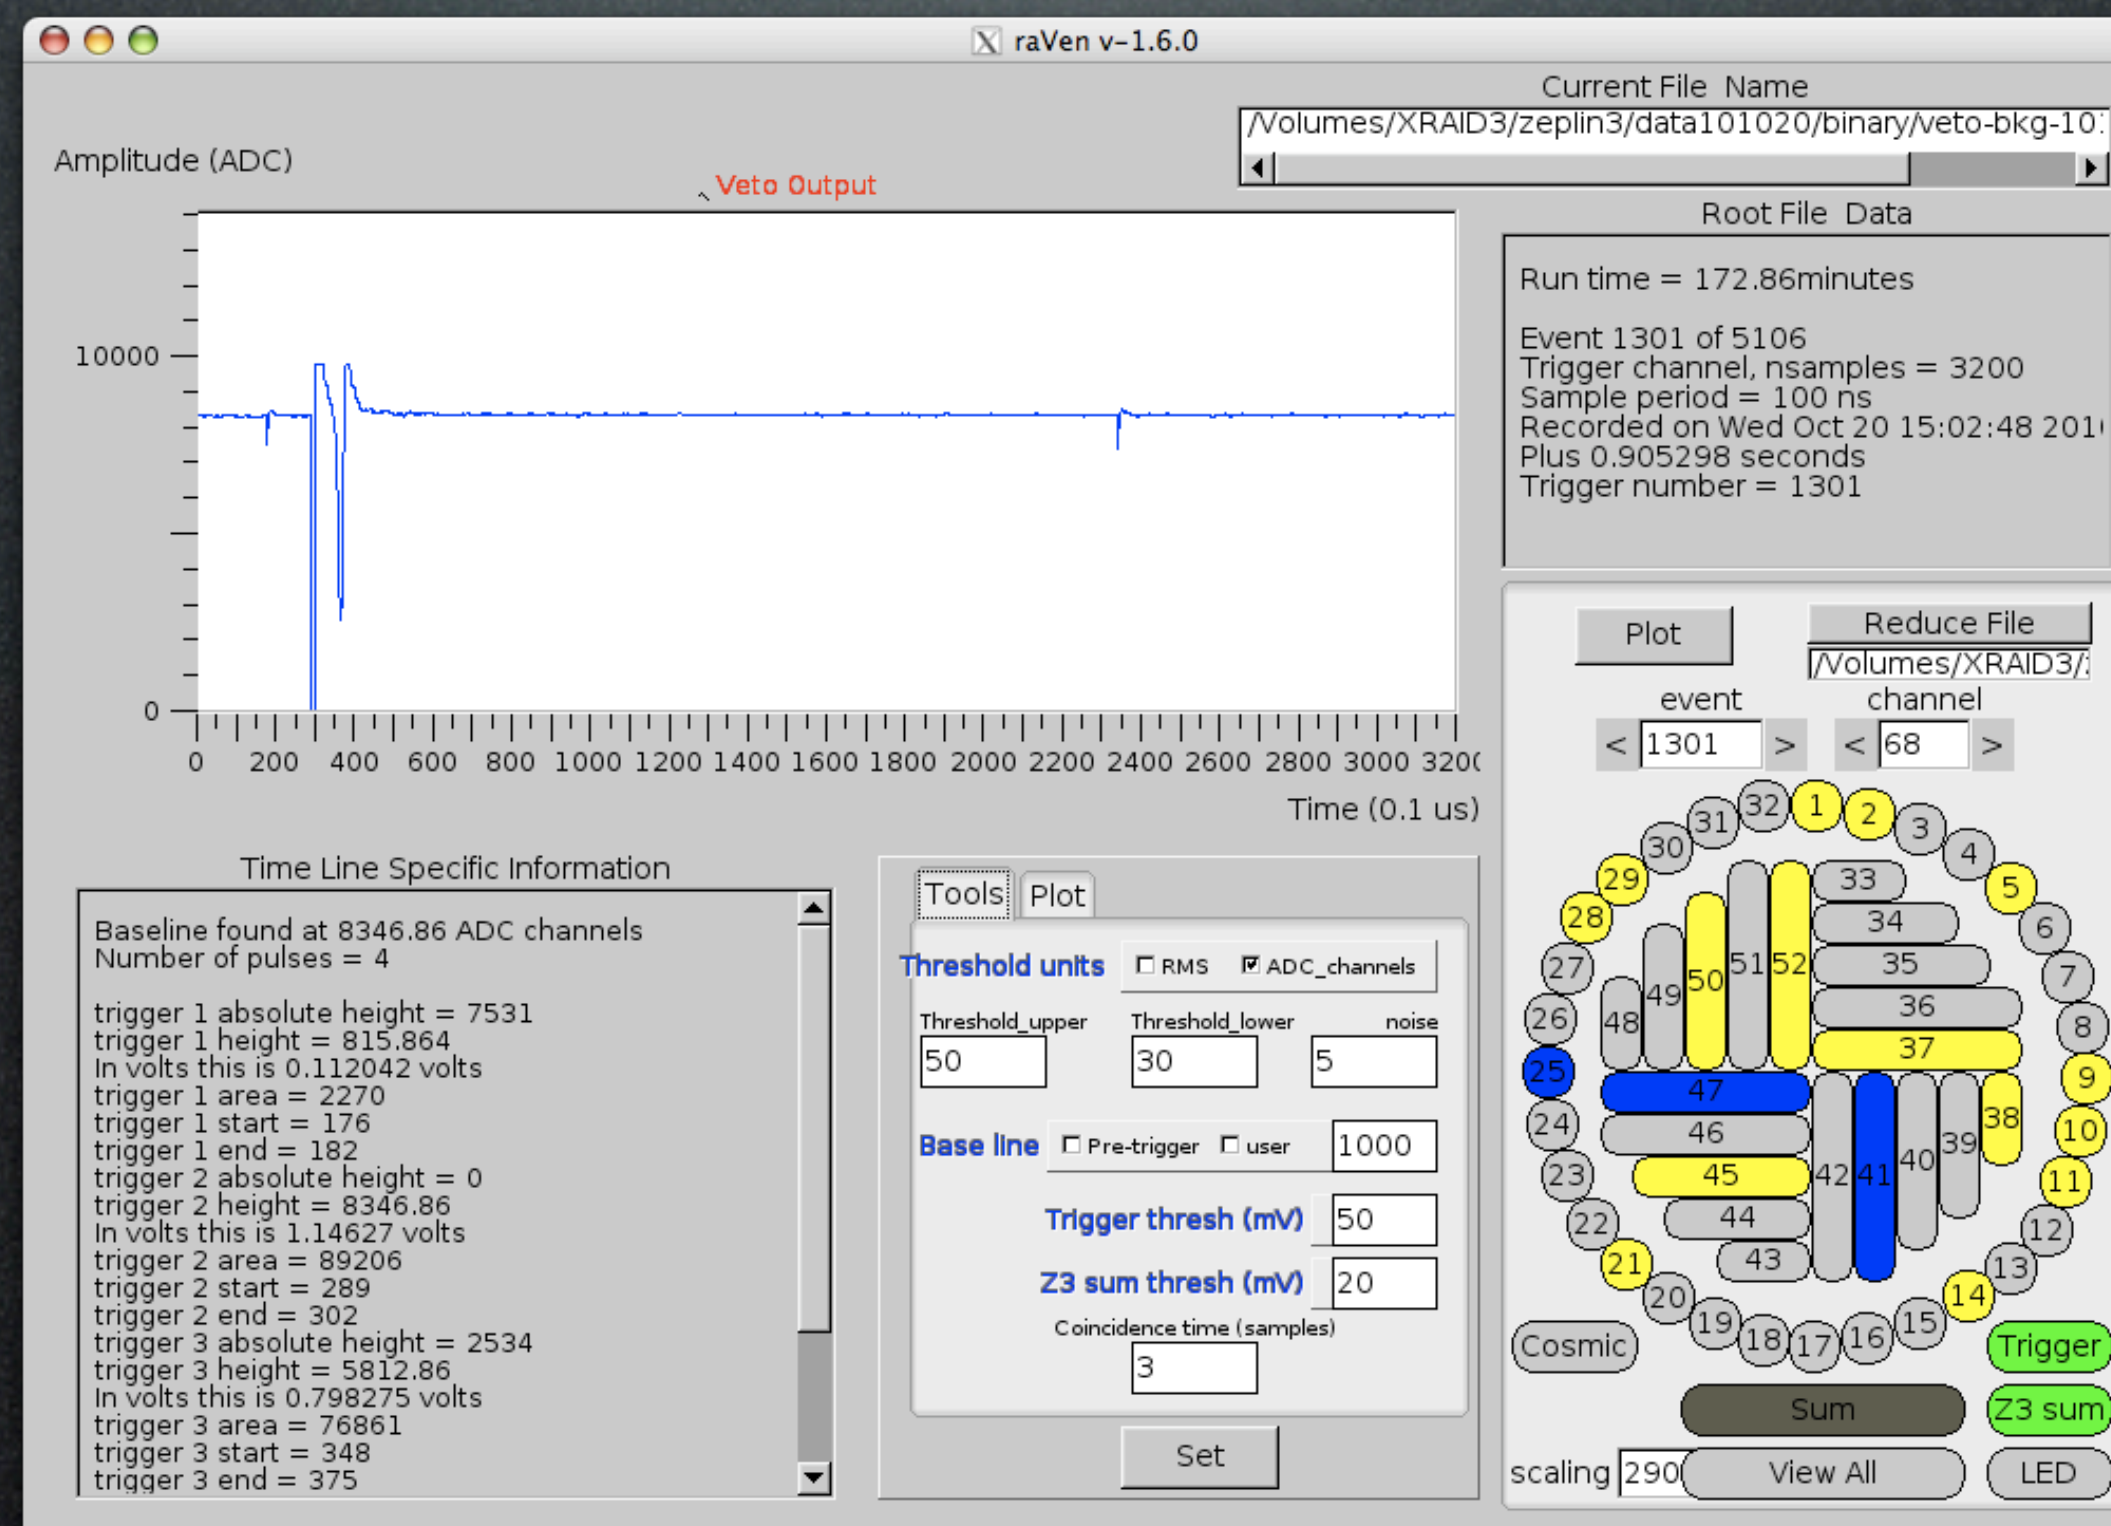 raVen v-1.6.0
Current File Name
/Volumes/XRAID3/zeplin3/data101020/binary/veto-bkg-10
Amplitude (ADC)
Veto Output
10000
0
0 200 400 600 800 1000 1200 1400 1600 1800 2000 2200 2400 2600 2800 3000 320
Time (0.1 us)
Root File Data
Run time = 172.86minutes
Event 1301 of 5106
Trigger channel, nsamples = 3200
Sample period = 100 ns
Recorded on Wed Oct 20 15:02:48 201
Plus 0.905298 seconds
Trigger number = 1301
Plot
Reduce File
/Volumes/XRAID3/
event channel
< 1301 > < 68 >
Time Line Specific Information
Baseline found at 8346.86 ADC channels
Number of pulses = 4
trigger 1 absolute height = 7531
trigger 1 height = 815.864
In volts this is 0.112042 volts
trigger 1 area = 2270
trigger 1 start = 176
trigger 1 end = 182
trigger 2 absolute height = 0
trigger 2 height = 8346.86
In volts this is 1.14627 volts
trigger 2 area = 89206
trigger 2 start = 289
trigger 2 end = 302
trigger 3 absolute height = 2534
trigger 3 height = 5812.86
In volts this is 0.798275 volts
trigger 3 area = 76861
trigger 3 start = 348
trigger 3 end = 375
Tools Plot
Threshold units RMS ADC_channels
Threshold_upper Threshold_lower noise
50 30 5
Base line Pre-trigger user 1000
Trigger thresh (mV) 50
Z3 sum thresh (mV) 20
Coincidence time (samples)
3
Set
1
2
3
4
5
6
7
8
9
10
11
12
13
14
15
16
17
18
19
20
21
22
23
24
25
26
27
28
29
30
31
32
33
34
35
36
37
38
39
40
41
42
43
44
45
46
47
48
49
50
51
52
Cosmic
Trigger
Sum
Z3 sum
scaling 290
View All
LED